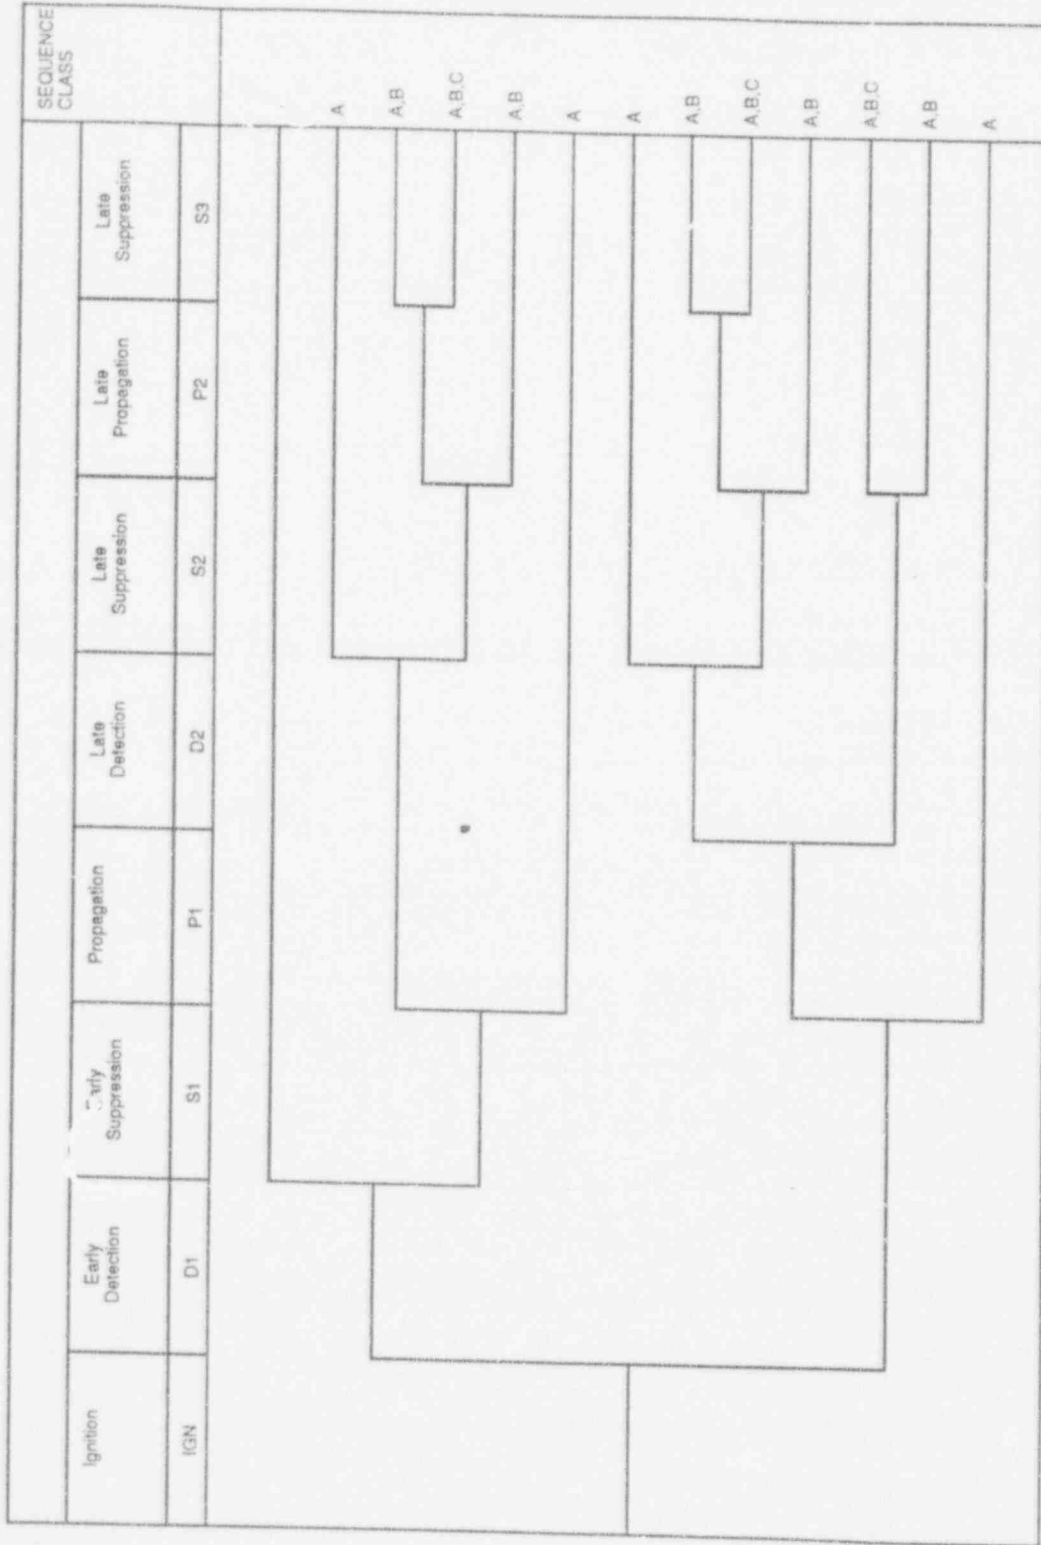 SEQUENCE
CLASS
Ignition
Early
Detection
Early
Suppression
Propagation
Late
Detection
Late
Suppression
Late
Propagation
Late
Suppression
IGN
D1
S1
P1
D2
S2
P2
S3
A
A,B
A,B,C
A,B
A
A
A,B
A,B,C
A,B
A,B,C
A,B
A